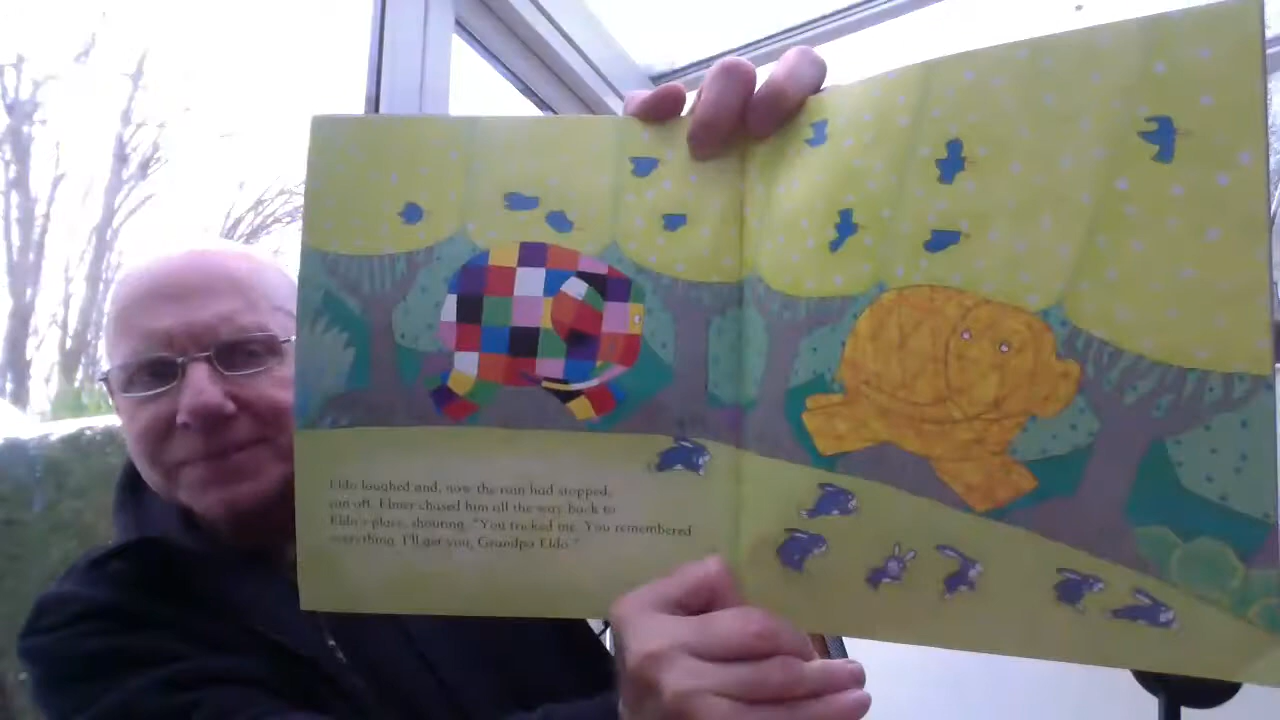 Eldo laughed and, now the rain had stopped,
ran off. Elmer chased him all the way back to
Eldo's place, shouting, "You tricked me. You remembered
everything. I'll get you, Grandpa Eldo."